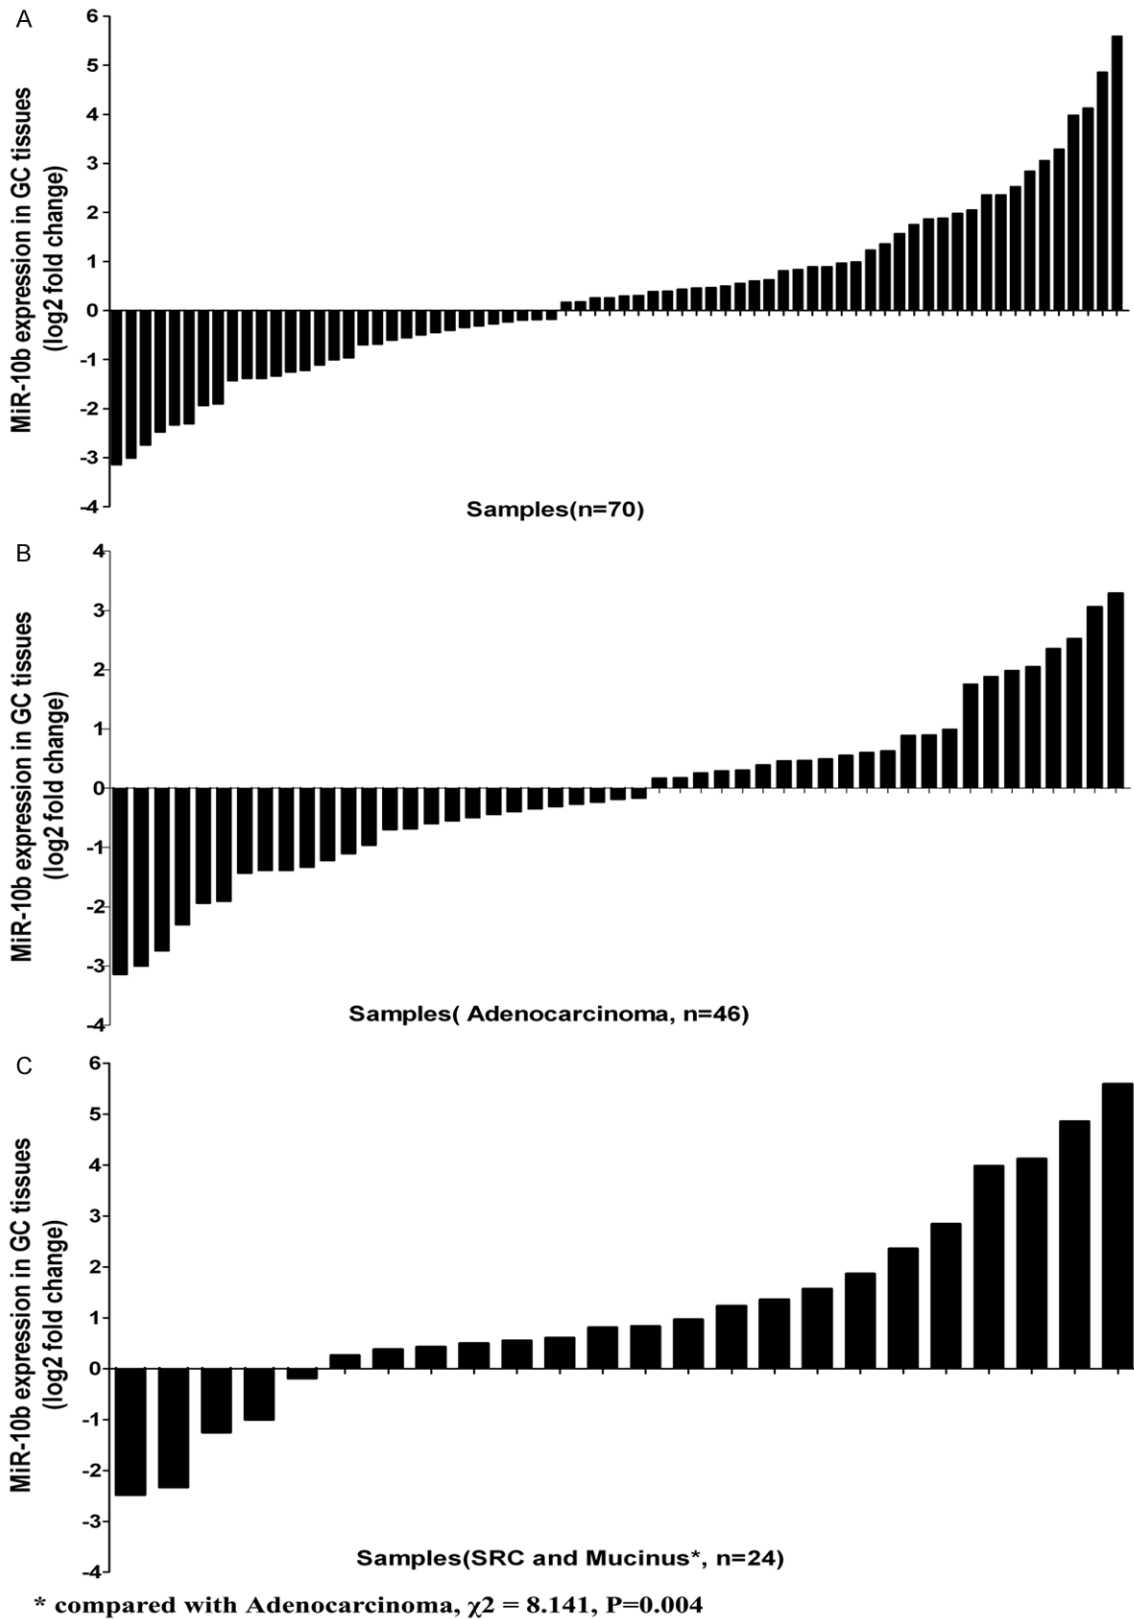 A
MiR-10b expression in GC tissues
(log2 fold change)
6
5
4
3
2
1
0
-1
-2
-3
-4
Samples(n=70)
B
MiR-10b expression in GC tissues
(log2 fold change)
4
3
2
1
0
-1
-2
-3
-4
Samples( Adenocarcinoma, n=46)
C
MiR-10b expression in GC tissues
(log2 fold change)
6
5
4
3
2
1
0
-1
-2
-3
-4
Samples(SRC and Mucinus*, n=24)
* compared with Adenocarcinoma, χ2 = 8.141, P=0.004